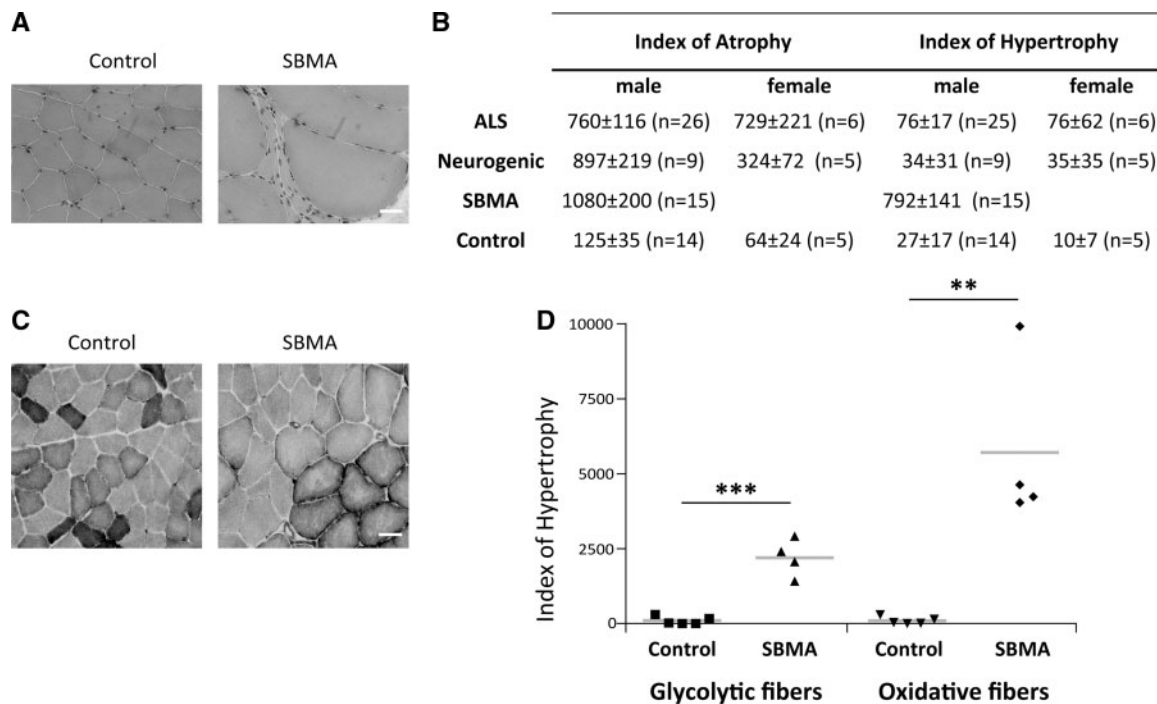 A
Control SBMA
B
Index of Atrophy Index of Hypertrophy
male female male female
ALS 760±116 (n=26) 729±221 (n=6) 76±17 (n=25) 76±62 (n=6)
Neurogenic 897±219 (n=9) 324±72 (n=5) 34±31 (n=9) 35±35 (n=5)
SBMA 1080±200 (n=15) 792±141 (n=15)
Control 125±35 (n=14) 64±24 (n=5) 27±17 (n=14) 10±7 (n=5)
C
Control SBMA
D
Index of Hypertrophy
10000
7500
5000
2500
0
***
**
Control SBMA Control SBMA
Glycolytic fibers Oxidative fibers